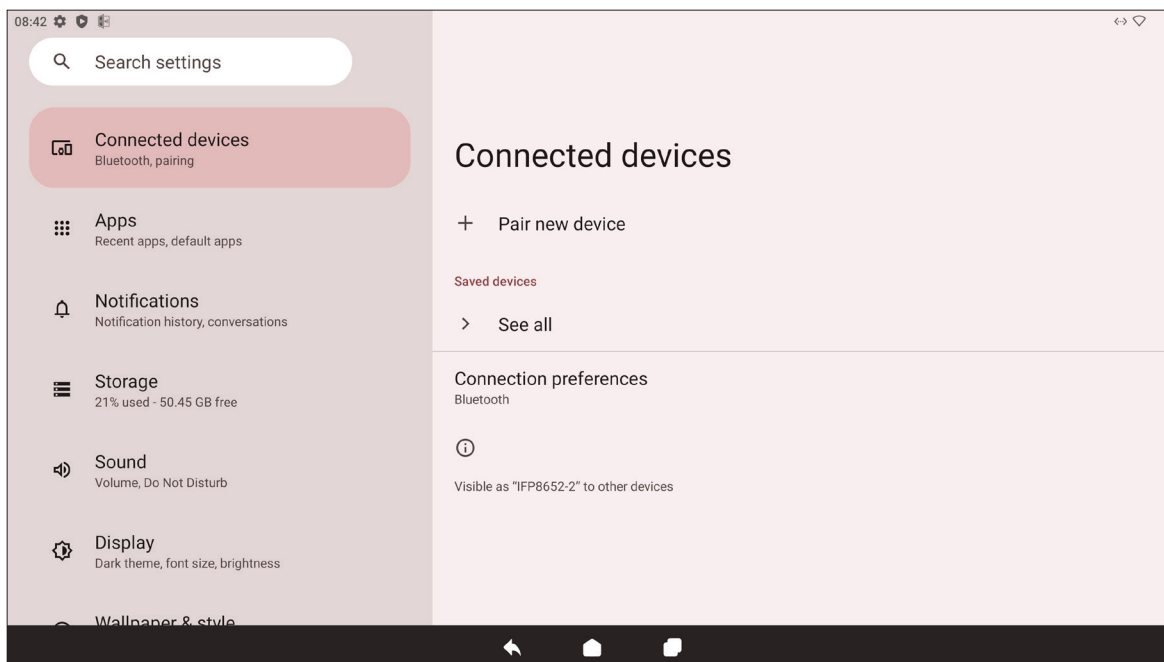 08:42
Search settings
Connected devices
Bluetooth, pairing
Apps
Recent apps, default apps
Notifications
Notification history, conversations
Storage
21% used - 50.45 GB free
Sound
Volume, Do Not Disturb
Display
Dark theme, font size, brightness
Wallpaper & style
Connected devices
Pair new device
Saved devices
See all
Connection preferences
Bluetooth
Visible as “IFP8652-2” to other devices